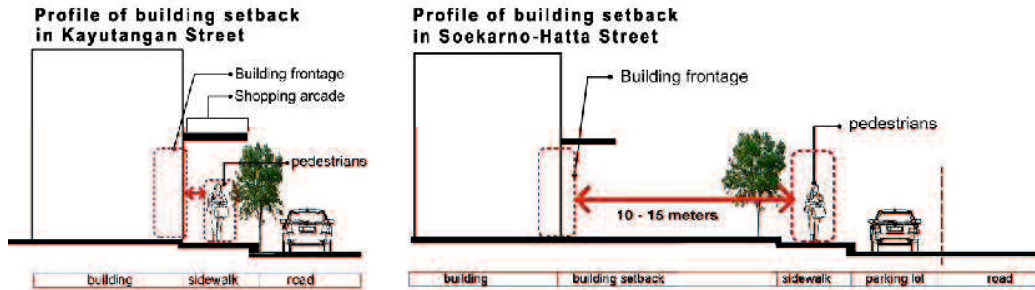 Profile of building setback
in Kayutangan Street
Building frontage
Shopping arcade
pedestrians
building sidewalk road
Profile of building setback
in Soekarno-Hatta Street
Building frontage
pedestrians
10 - 15 meters
building building setback sidewalk parking lot road